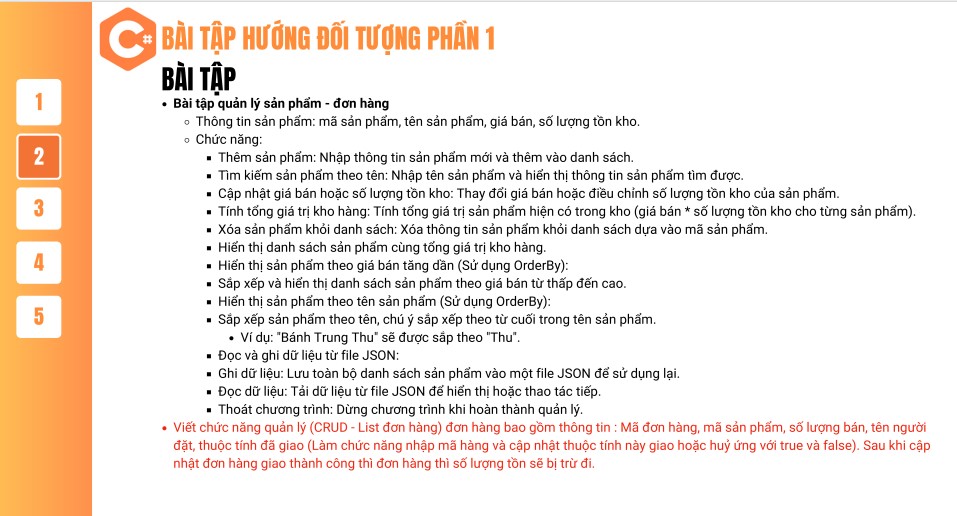 C#
BÀI TẬP HƯỚNG ĐỐI TƯỢNG PHẦN 1
BÀI TẬP
1
2
3
4
5
• Bài tập quản lý sản phẩm - đơn hàng
○ Thông tin sản phẩm: mã sản phẩm, tên sản phẩm, giá bán, số lượng tồn kho.
○ Chức năng:
▪ Thêm sản phẩm: Nhập thông tin sản phẩm mới và thêm vào danh sách.
▪ Tìm kiếm sản phẩm theo tên: Nhập tên sản phẩm và hiển thị thông tin sản phẩm tìm được.
▪ Cập nhật giá bán hoặc số lượng tồn kho: Thay đổi giá bán hoặc điều chỉnh số lượng tồn kho của sản phẩm.
▪ Tính tổng giá trị kho hàng: Tính tổng giá trị sản phẩm hiện có trong kho (giá bán * số lượng tồn kho cho từng sản phẩm).
▪ Xóa sản phẩm khỏi danh sách: Xóa thông tin sản phẩm khỏi danh sách dựa vào mã sản phẩm.
▪ Hiển thị danh sách sản phẩm cùng tổng giá trị kho hàng.
▪ Hiển thị sản phẩm theo giá bán tăng dần (Sử dụng OrderBy):
▪ Sắp xếp và hiển thị danh sách sản phẩm theo giá bán từ thấp đến cao.
▪ Hiển thị sản phẩm theo tên sản phẩm (Sử dụng OrderBy):
▪ Sắp xếp sản phẩm theo tên, chú ý sắp xếp theo từ cuối trong tên sản phẩm.
• Ví dụ: "Bánh Trung Thu" sẽ được sắp theo "Thu".
▪ Đọc và ghi dữ liệu từ file JSON:
▪ Ghi dữ liệu: Lưu toàn bộ danh sách sản phẩm vào một file JSON để sử dụng lại.
▪ Đọc dữ liệu: Tải dữ liệu từ file JSON để hiển thị hoặc thao tác tiếp.
▪ Thoát chương trình: Dừng chương trình khi hoàn thành quản lý.
• Viết chức năng quản lý (CRUD - List đơn hàng) đơn hàng bao gồm thông tin : Mã đơn hàng, mã sản phẩm, số lượng bán, tên người
đặt, thuộc tính đã giao (Làm chức năng nhập mã hàng và cập nhật thuộc tính này giao hoặc huỷ ứng với true và false). Sau khi cập
nhật đơn hàng giao thành công thì đơn hàng thì số lượng tồn sẽ bị trừ đi.